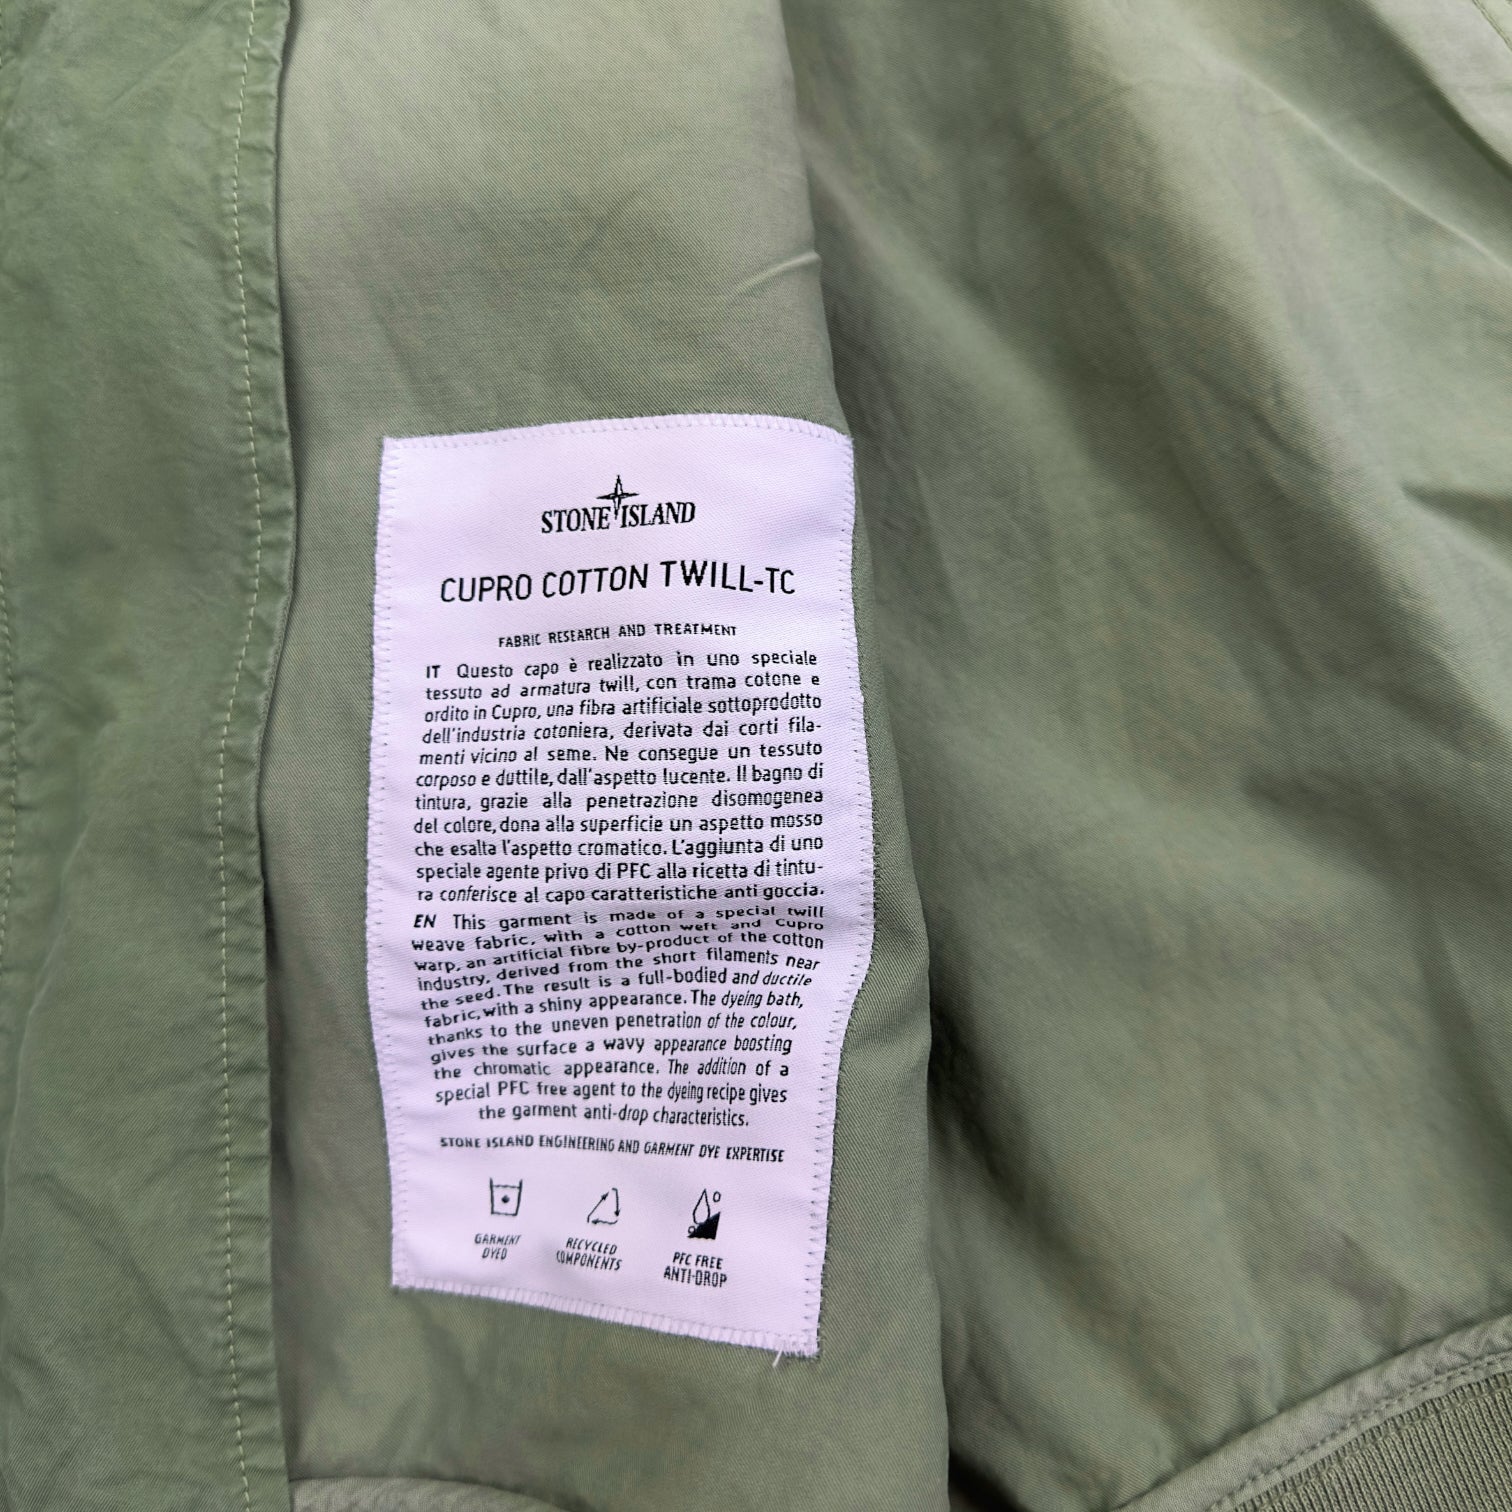 STONE ISLAND
CUPRO COTTON TWILL-TC
FABRIC RESEARCH AND TREATMENT
IT Questo capo è realizzato in uno speciale
tessuto ad armatura twill, con trama cotone e
ordito in Cupro, una fibra artificiale sottoprodotto
dell'industria cotoniera, derivata dai corti fila-
menti vicino al seme. Ne consegue un tessuto
corposo e duttile, dall'aspetto lucente. Il bagno di
tintura, grazie alla penetrazione disomogenea
del colore, dona alla superficie un aspetto mosso
che esalta l'aspetto cromatico. L'aggiunta di uno
speciale agente privo di PFC alla ricetta di tintu-
ra conferisce al capo caratteristiche anti goccia.
EN This garment is made of a special twill
weave fabric, with a cotton weft and Cupro
warp, an artificial fibre by-product of the cotton
industry, derived from the short filaments near
the seed. The result is a full-bodied and ductile
fabric, with a shiny appearance. The dyeing bath,
thanks to the uneven penetration of the colour,
gives the surface a wavy appearance boosting
the chromatic appearance. The addition of a
special PFC free agent to the dyeing recipe gives
the garment anti-drop characteristics.
STONE ISLAND ENGINEERING AND GARMENT DYE EXPERTISE
GARMENT
DYED
RECYCLED
COMPONENTS
PFC FREE
ANTI-DROP